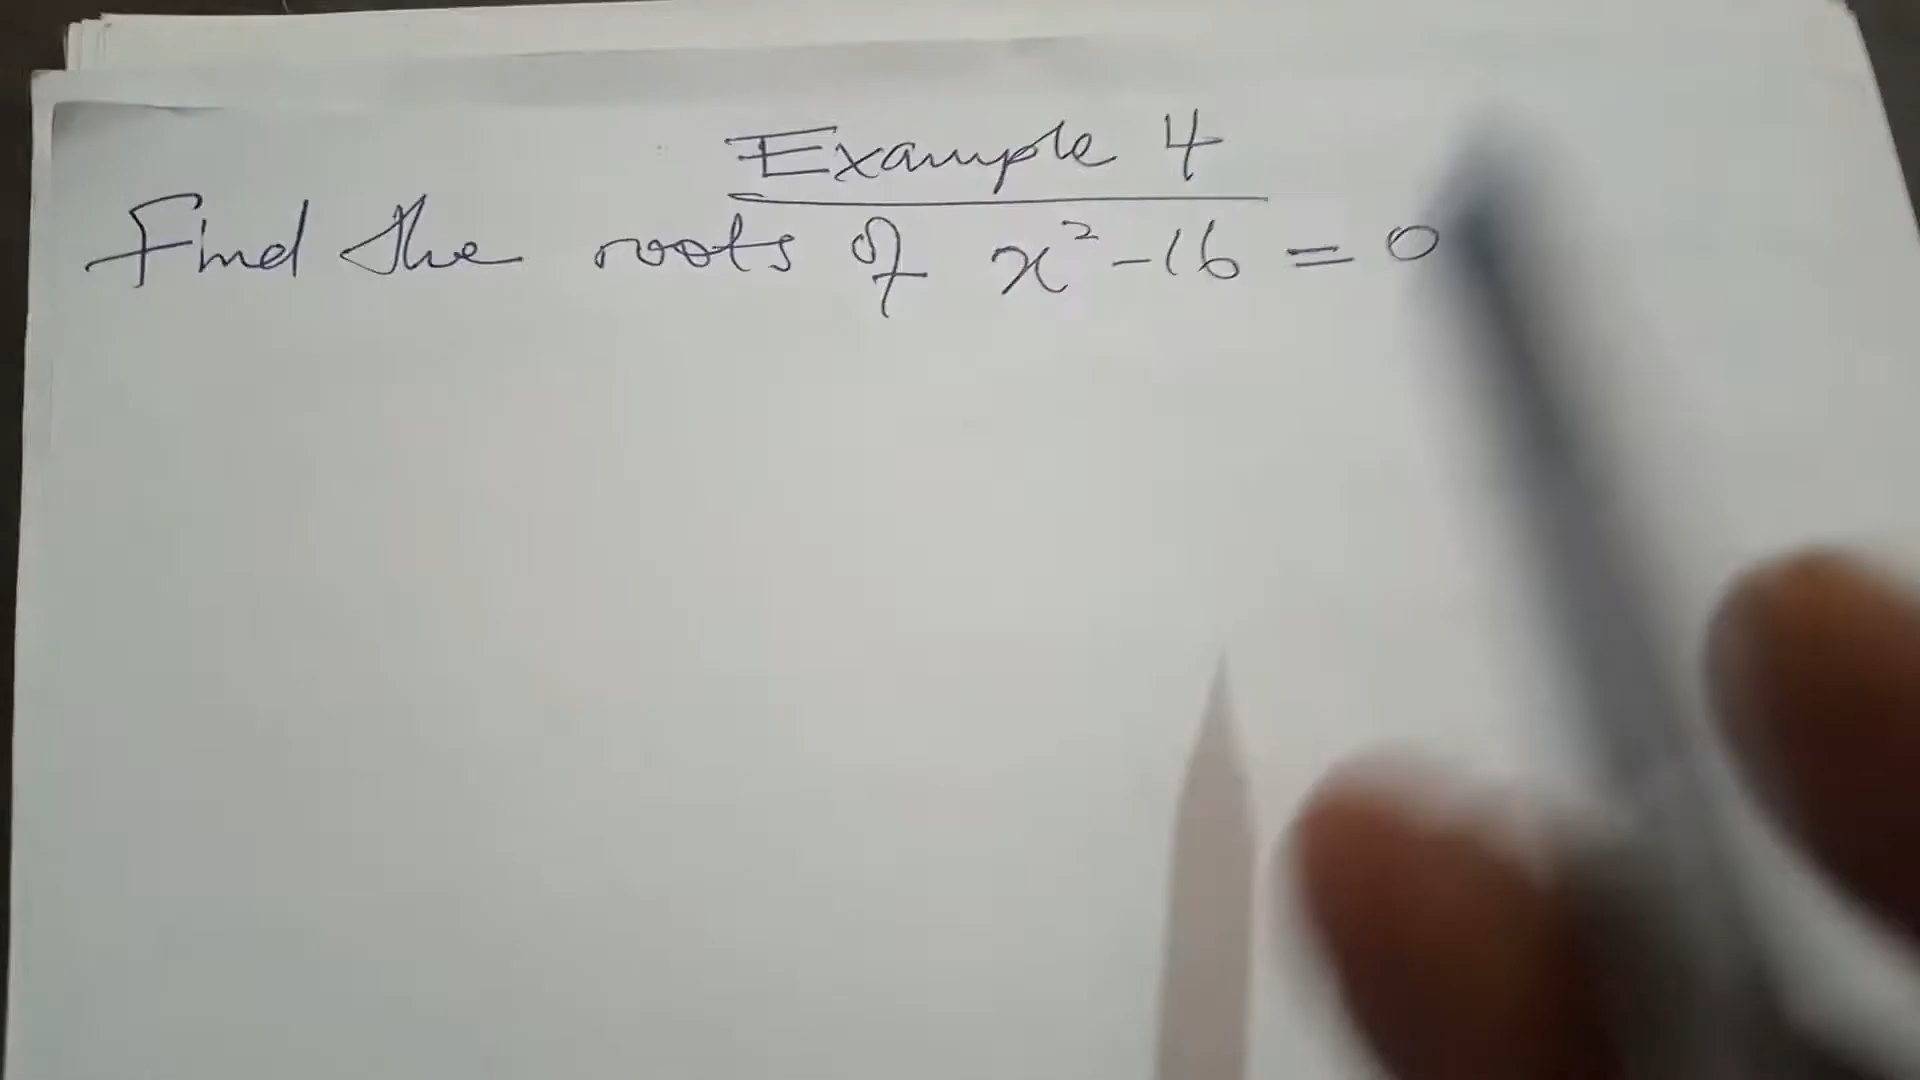 Example 4
Find the roots of x² - 16 = 0